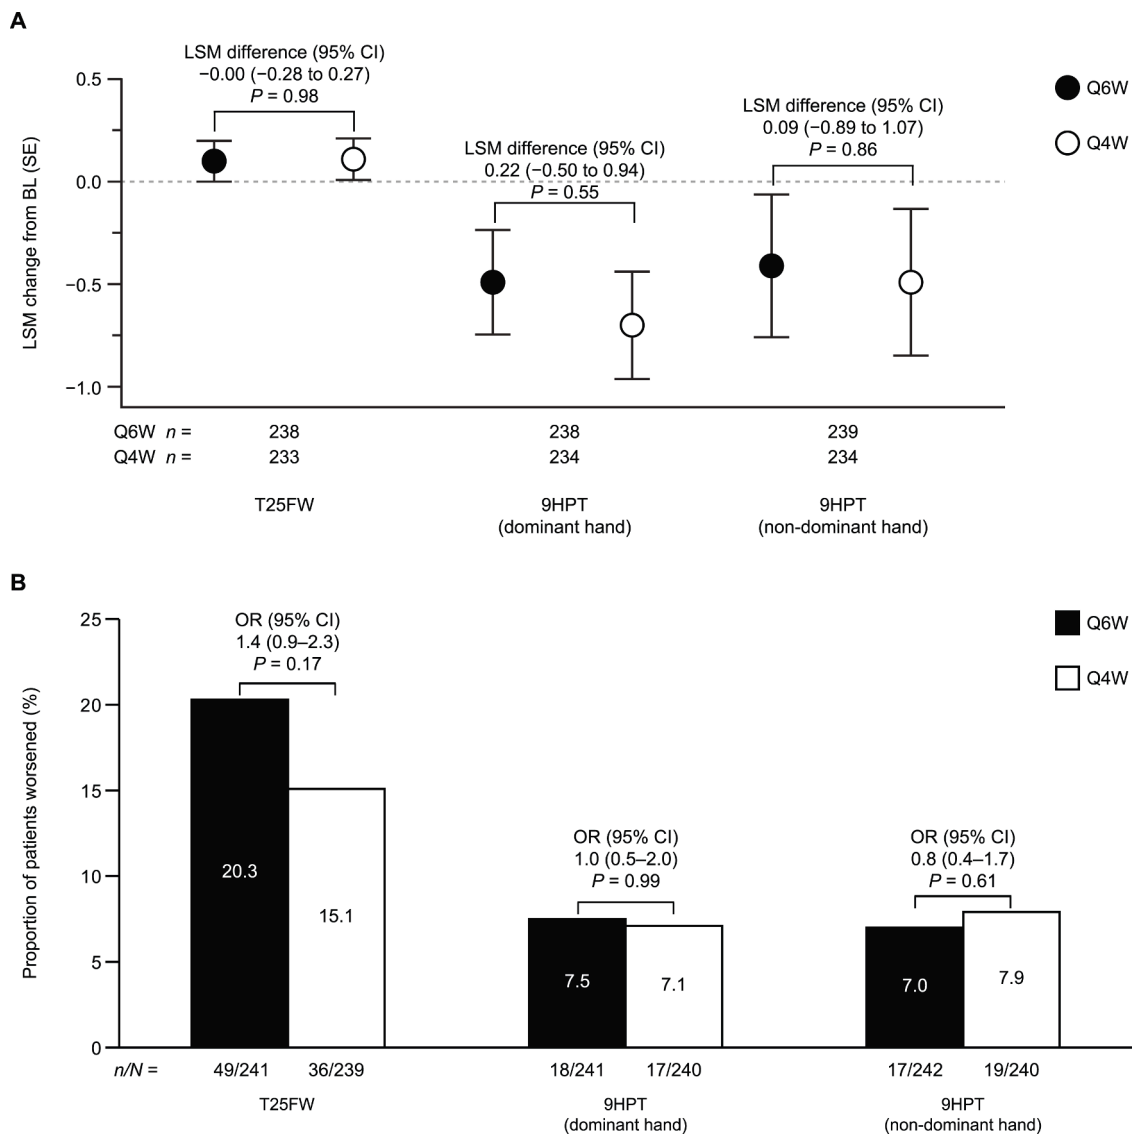 A
LSM difference (95% CI)
−0.00 (−0.28 to 0.27)
P = 0.98
LSM difference (95% CI)
0.22 (−0.50 to 0.94)
P = 0.55
LSM difference (95% CI)
0.09 (−0.89 to 1.07)
P = 0.86
Q6W
Q4W
LSM change from BL (SE)
0.5
0.0
−0.5
−1.0
Q6W n = 238 238 239
Q4W n = 233 234 234
T25FW
9HPT
(dominant hand)
9HPT
(non-dominant hand)
B
OR (95% CI)
1.4 (0.9–2.3)
P = 0.17
OR (95% CI)
1.0 (0.5–2.0)
P = 0.99
OR (95% CI)
0.8 (0.4–1.7)
P = 0.61
Q6W
Q4W
Proportion of patients worsened (%)
25
20
15
10
5
0
20.3
15.1
7.5
7.1
7.0
7.9
n/N = 49/241 36/239 18/241 17/240 17/242 19/240
T25FW
9HPT
(dominant hand)
9HPT
(non-dominant hand)